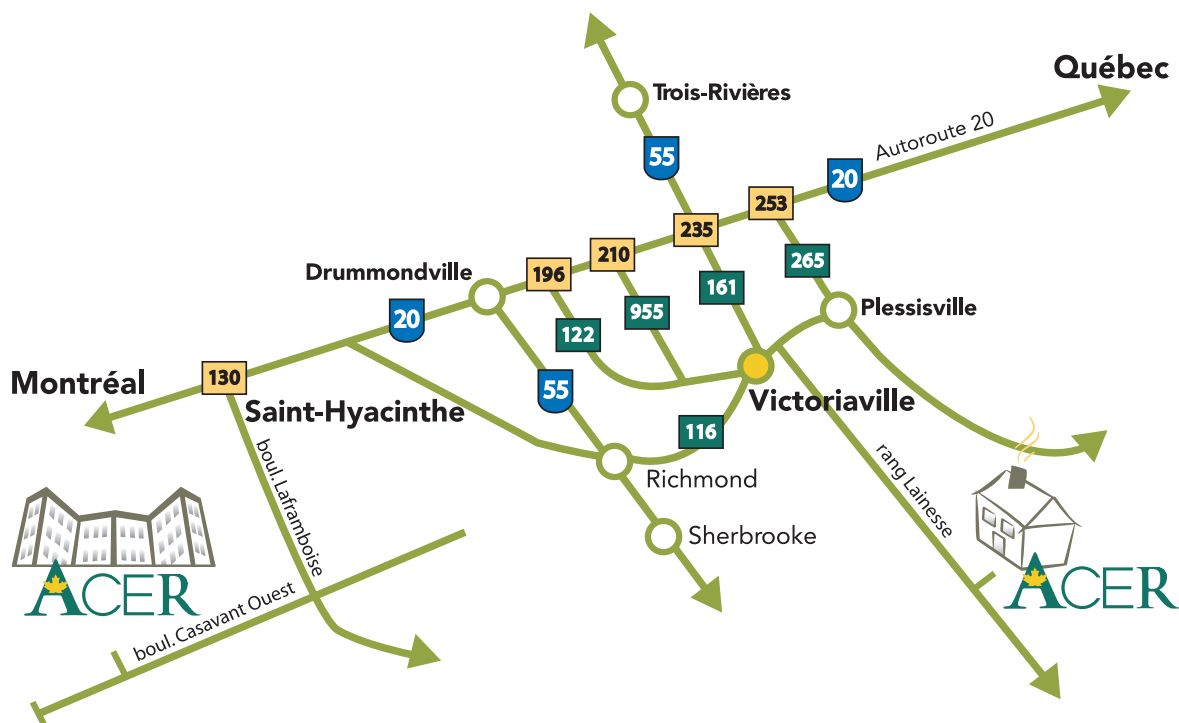 Québec
Trois-Rivières
Autoroute 20
55
20
253
235
210
265
196
Drummondville
161
955
Plessisville
20
122
130
Montréal
55
Victoriaville
Saint-Hyacinthe
116
rang Lainesse
boul. Laframboise
Richmond
Sherbrooke
ACER
ACER
boul. Casavant Ouest